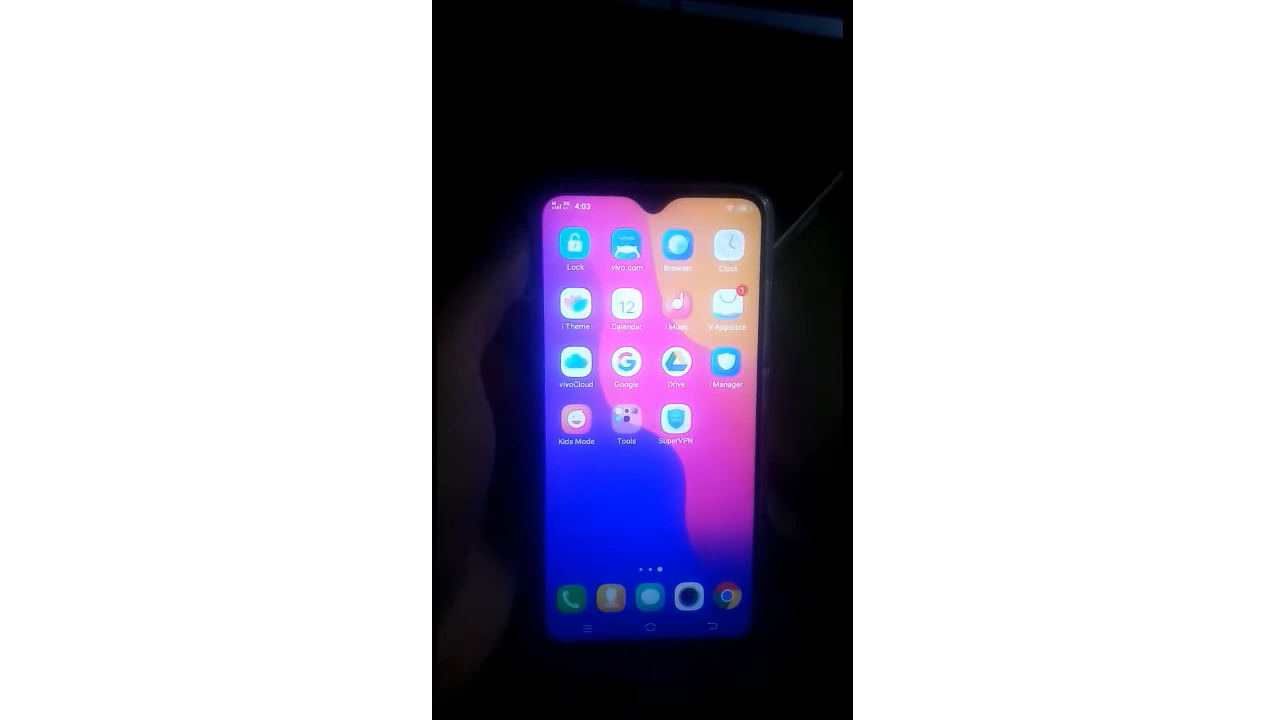 4:03
Lock vivo.com Browser Clock
12
i Theme Calendar i Music V-Appstore
1
vivoCloud Google Drive i Manager
Kids Mode Tools SuperVPN